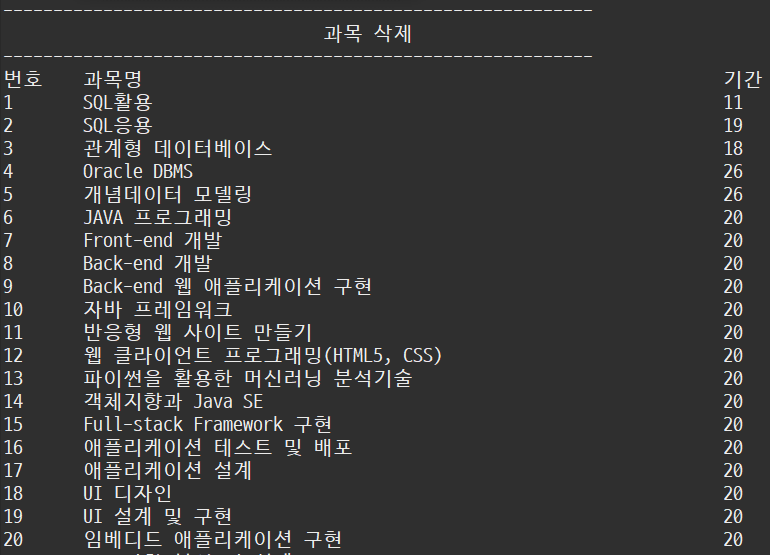 ------------------------------------------------------------
과목 삭제
------------------------------------------------------------
번호 과목명 기간
1 SQL활용 11
2 SQL응용 19
3 관계형 데이터베이스 18
4 Oracle DBMS 26
5 개념데이터 모델링 26
6 JAVA 프로그래밍 20
7 Front-end 개발 20
8 Back-end 개발 20
9 Back-end 웹 애플리케이션 구현 20
10 자바 프레임워크 20
11 반응형 웹 사이트 만들기 20
12 웹 클라이언트 프로그래밍(HTML5, CSS) 20
13 파이썬을 활용한 머신러닝 분석기술 20
14 객체지향과 Java SE 20
15 Full-stack Framework 구현 20
16 애플리케이션 테스트 및 배포 20
17 애플리케이션 설계 20
18 UI 디자인 20
19 UI 설계 및 구현 20
20 임베디드 애플리케이션 구현 20